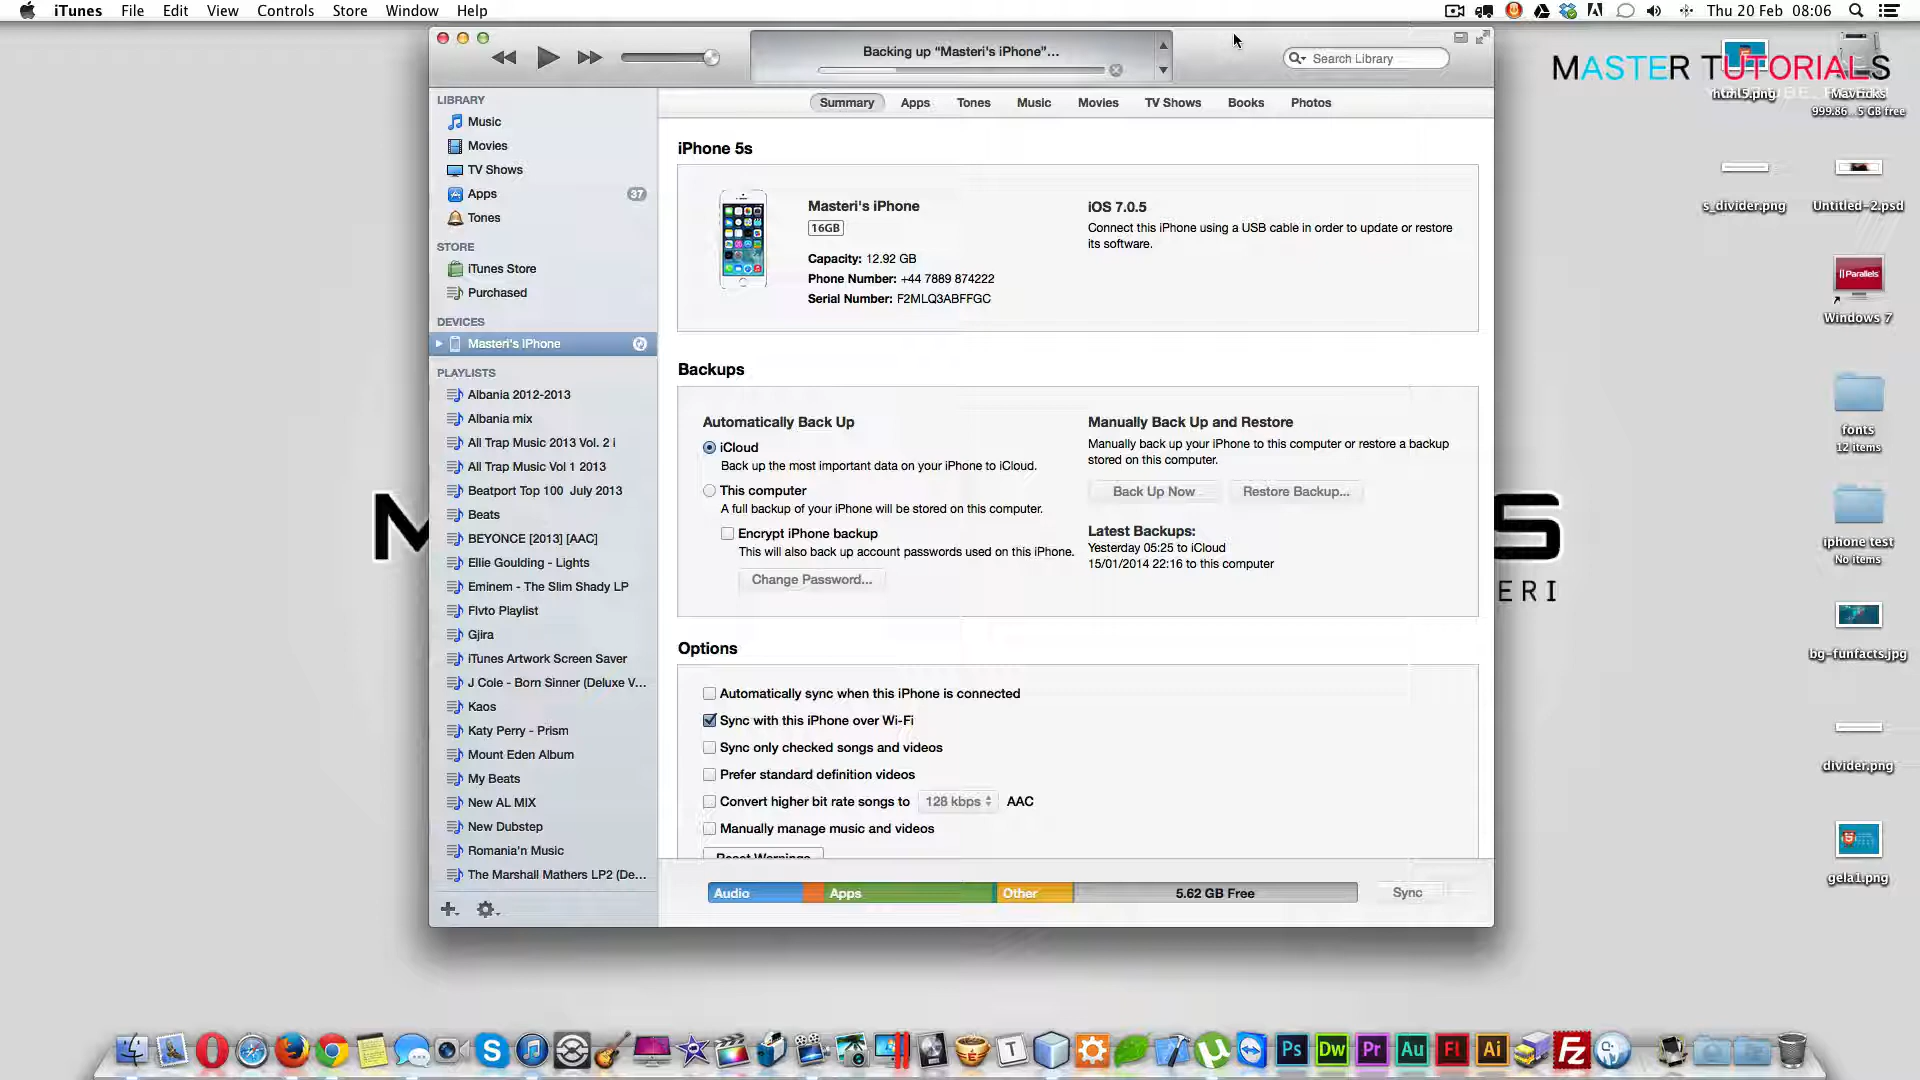 iTunes File Edit View Controls Store Window Help
Thu 20 Feb 08:06
Backing up “Masteri's iPhone”...
Search Library
Summary Apps Tones Music Movies TV Shows Books Photos
LIBRARY
Music
Movies
TV Shows
Apps 37
Tones
STORE
iTunes Store
Purchased
DEVICES
Masteri's iPhone
PLAYLISTS
Albania 2012-2013
Albania mix
All Trap Music 2013 Vol. 2 i
All Trap Music Vol 1 2013
Beatport Top 100 July 2013
Beats
BEYONCE [2013] [AAC]
Ellie Goulding - Lights
Eminem - The Slim Shady LP
Flvto Playlist
Gjira
iTunes Artwork Screen Saver
J Cole - Born Sinner (Deluxe V...
Kaos
Katy Perry - Prism
Mount Eden Album
My Beats
New AL MIX
New Dubstep
Romania'n Music
The Marshall Mathers LP2 (De...
iPhone 5s
Masteri's iPhone
16GB
Capacity: 12.92 GB
Phone Number: +44 7889 874222
Serial Number: F2MLQ3ABFFGC
iOS 7.0.5
Connect this iPhone using a USB cable in order to update or restore
its software.
Backups
Automatically Back Up
iCloud
Back up the most important data on your iPhone to iCloud.
This computer
A full backup of your iPhone will be stored on this computer.
Encrypt iPhone backup
This will also back up account passwords used on this iPhone.
Change Password...
Manually Back Up and Restore
Manually back up your iPhone to this computer or restore a backup
stored on this computer.
Back Up Now Restore Backup...
Latest Backups:
Yesterday 05:25 to iCloud
15/01/2014 22:16 to this computer
Options
Automatically sync when this iPhone is connected
Sync with this iPhone over Wi-Fi
Sync only checked songs and videos
Prefer standard definition videos
Convert higher bit rate songs to 128 kbps AAC
Manually manage music and videos
Reset Warnings
Audio Apps Other 5.62 GB Free Sync
MASTER TUTORIALS
html5.png
s_divider.png
Untitled-2.psd
Parallels
Windows 7
fonts
12 items
iphone test
No items
bg-funfacts.jpg
divider.png
gela1.png
M
S
ERI
Ps Dw Pr Au Fl Ai Fz